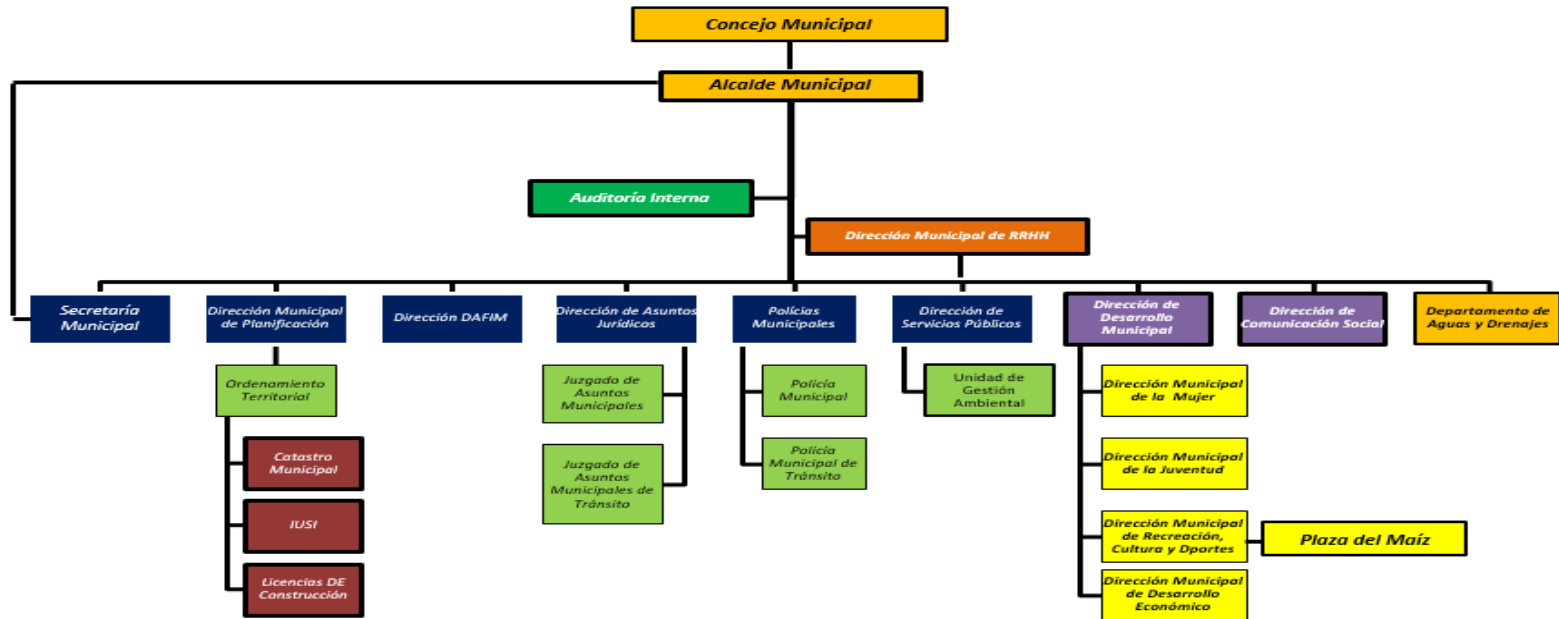 Concejo Municipal
Alcalde Municipal
Auditoría Interna
Dirección Municipal de RRHH
Secretaría
Municipal
Dirección Municipal
de Planificación
Dirección DAFIM
Dirección de Asuntos
Jurídicos
Polícias
Municipales
Dirección de
Servicios Públicos
Dirección de
Desarrollo
Municipal
Dirección de
Comunicación Social
Departamento de
Aguas y Drenajes
Ordenamiento
Territorial
Catastro
Municipal
IUSI
Licencias DE
Construcción
Juzgado de
Asuntos
Municipales
Juzgado de
Asuntos
Municipales de
Tránsito
Policía
Municipal
Policía
Municipal de
Tránsito
Unidad de
Gestión
Ambiental
Dirección Municipal
de la Mujer
Dirección Municipal
de la Juventud
Dirección Municipal
de Recreación,
Cultura y Dportes
Plaza del Maíz
Dirección Municipal
de Desarrollo
Económico